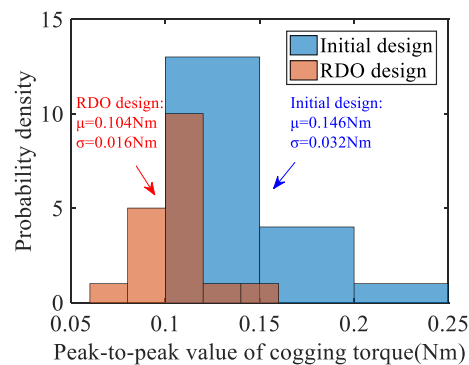 15
10
5
0
Probability density
Initial design
RDO design
RDO design:
μ=0.104Nm
σ=0.016Nm
Initial design:
μ=0.146Nm
σ=0.032Nm
0.05 0.1 0.15 0.2 0.25
Peak-to-peak value of cogging torque(Nm)